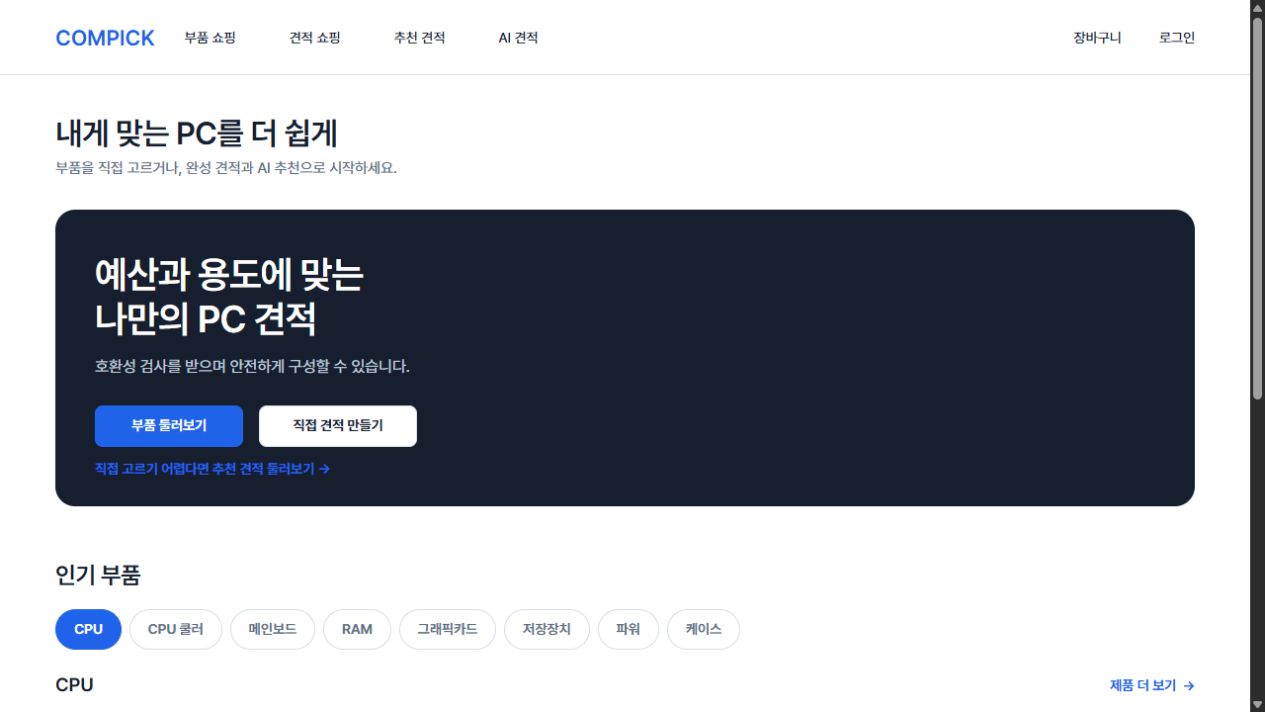 COMPICK 부품 쇼핑 견적 쇼핑 추천 견적 AI 견적 장바구니 로그인
내게 맞는 PC를 더 쉽게
부품을 직접 고르거나, 완성 견적과 AI 추천으로 시작하세요.
예산과 용도에 맞는
나만의 PC 견적
호환성 검사를 받으며 안전하게 구성할 수 있습니다.
부품 둘러보기 직접 견적 만들기
직접 고르기 어렵다면 추천 견적 둘러보기 →
인기 부품
CPU CPU 쿨러 메인보드 RAM 그래픽카드 저장장치 파워 케이스
CPU 제품 더 보기 →